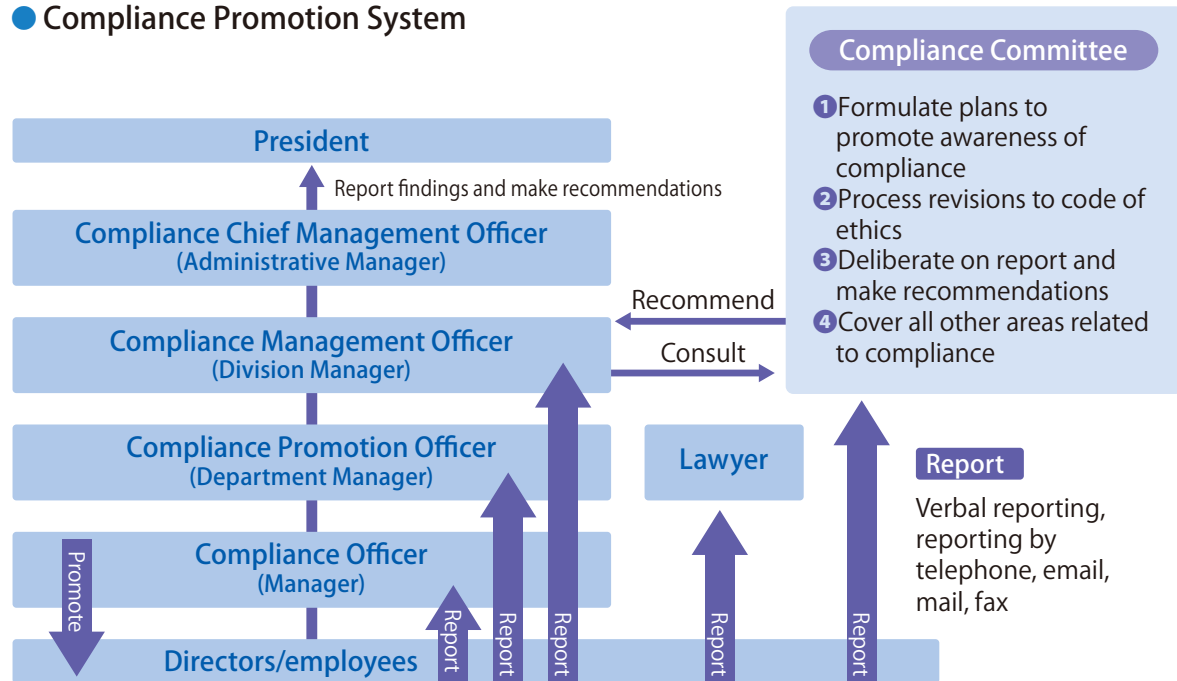 Compliance Promotion System
Compliance Committee
❶Formulate plans to
promote awareness of
compliance
❷Process revisions to code of
ethics
❸Deliberate on report and
make recommendations
❹Cover all other areas related
to compliance
President
Report findings and make recommendations
Compliance Chief Management Officer
(Administrative Manager)
Recommend
Compliance Management Officer
(Division Manager)
Consult
Compliance Promotion Officer
(Department Manager)
Lawyer
Report
Verbal reporting,
reporting by
telephone, email,
mail, fax
Compliance Officer
(Manager)
Promote
Directors/employees
Report
Report
Report
Report
Report